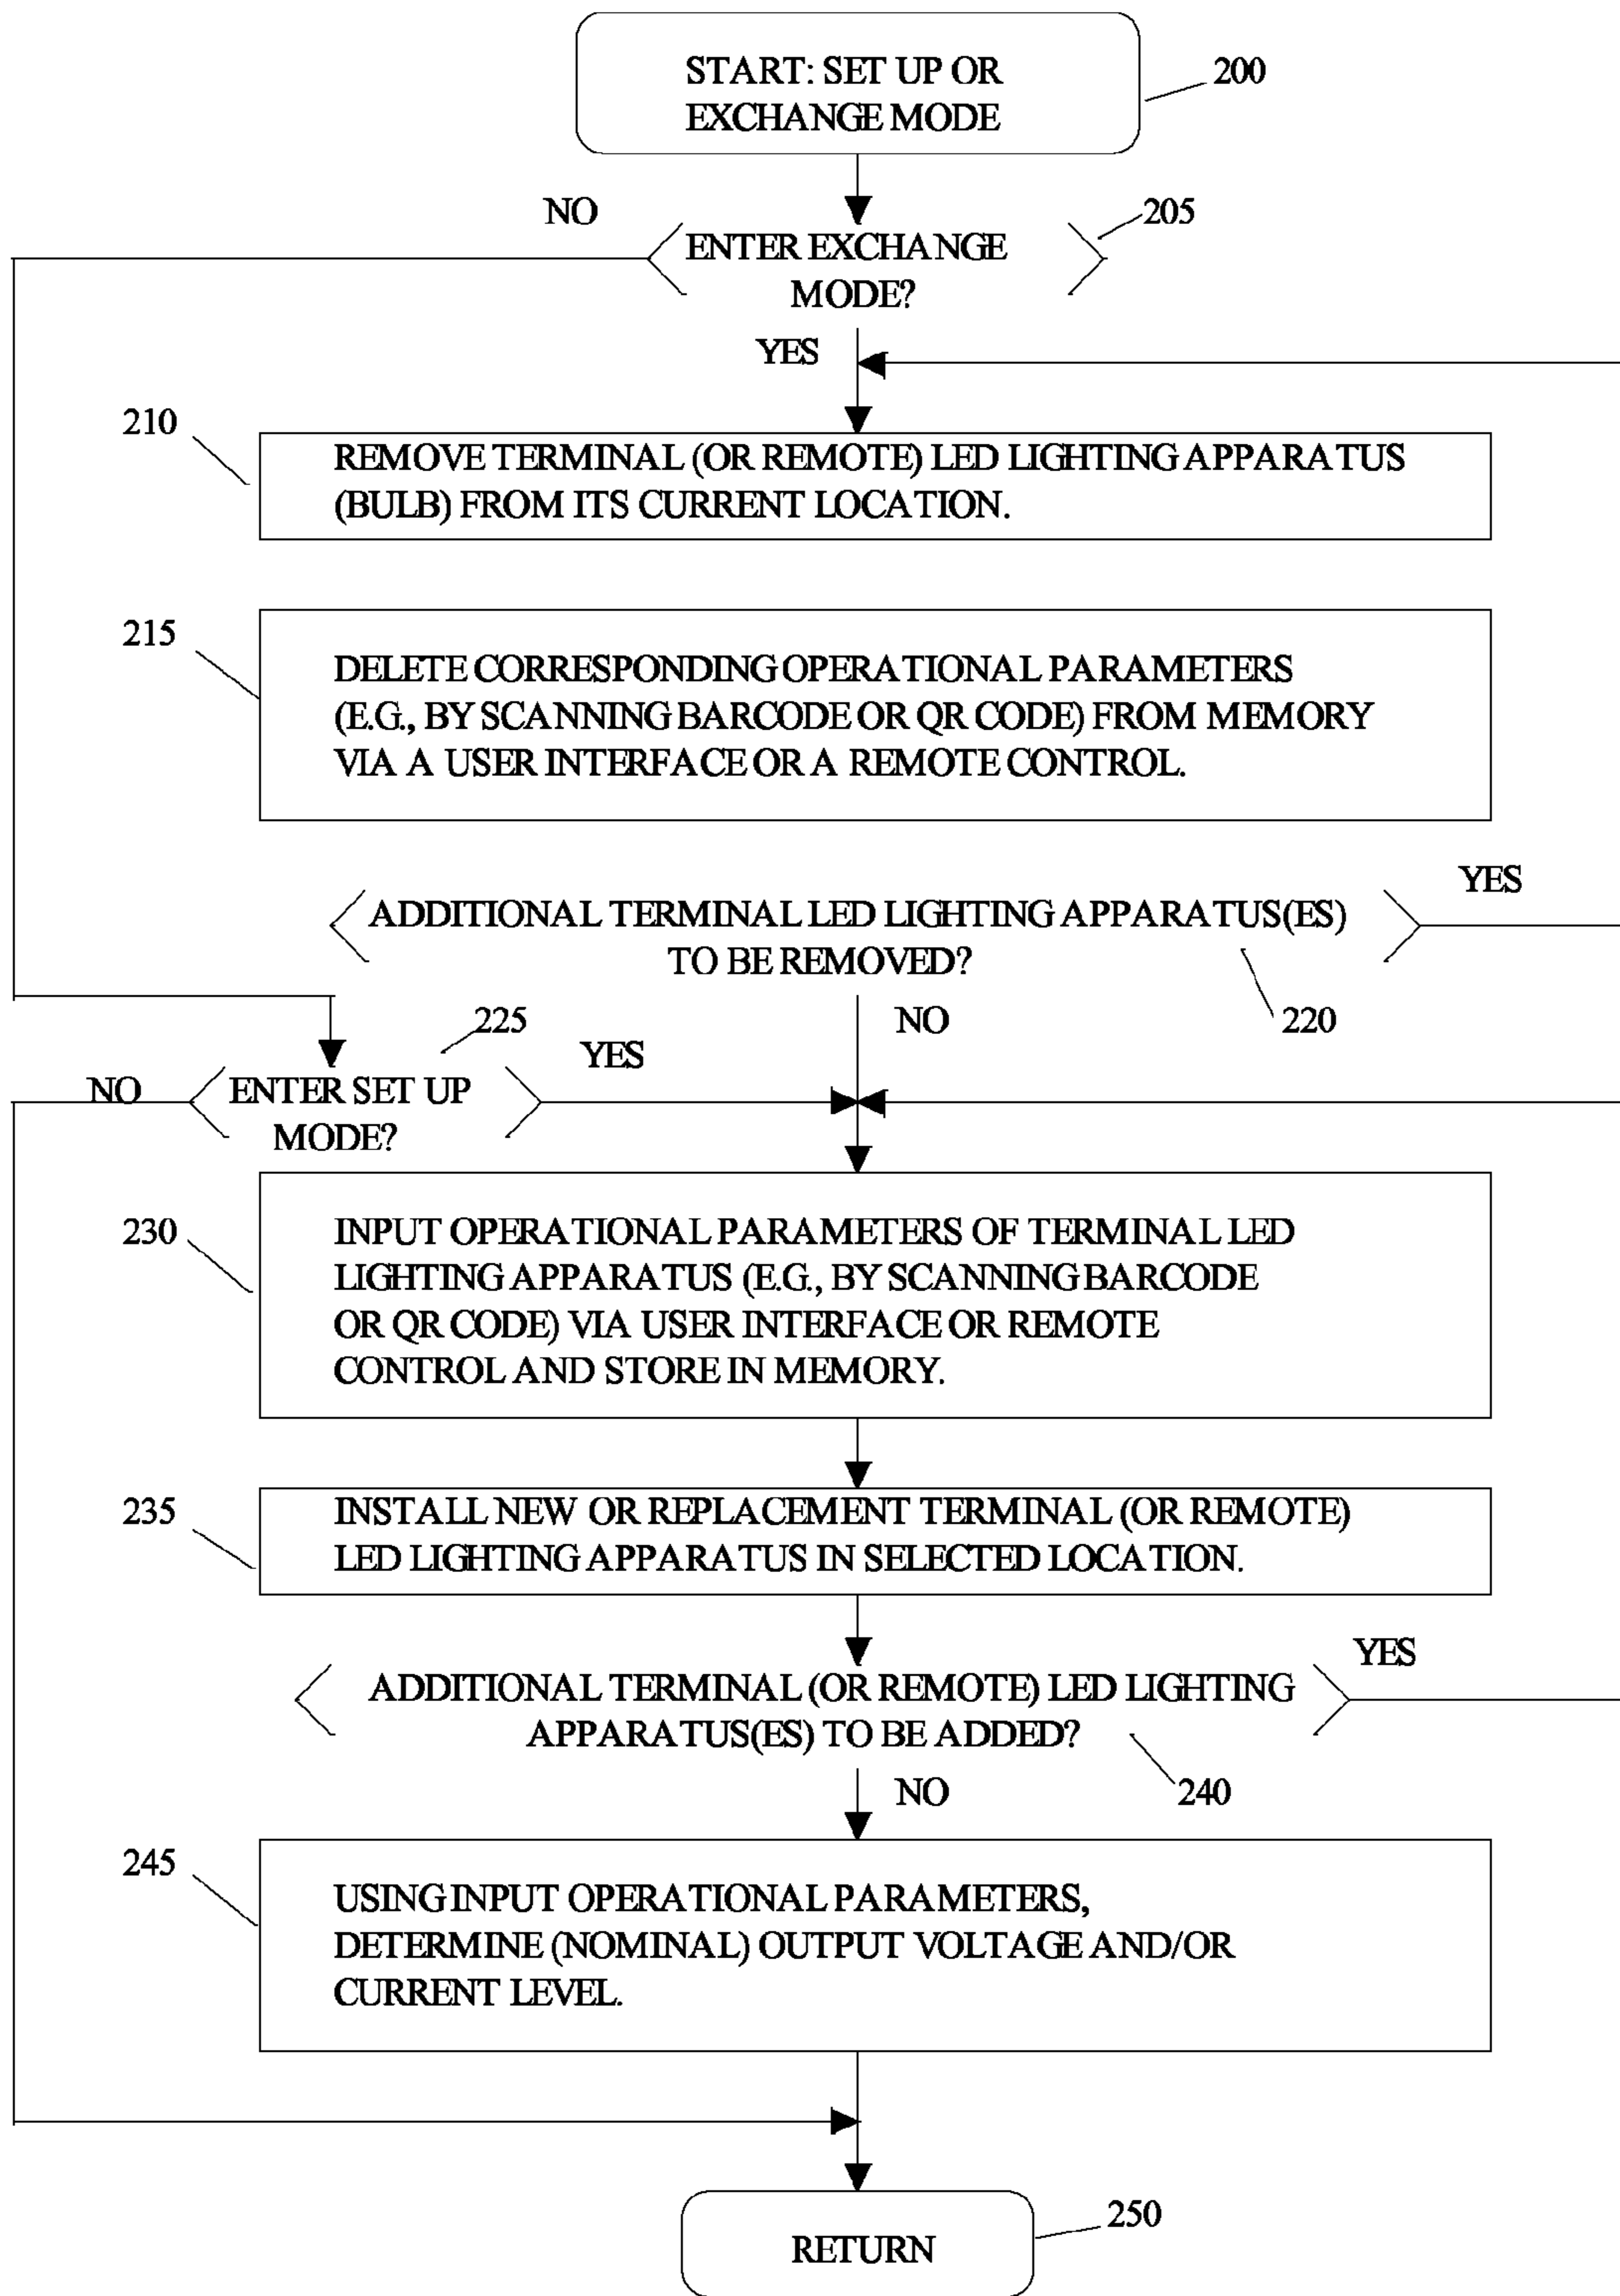 START: SET UP OR
EXCHANGE MODE
200
NO
205
ENTER EXCHANGE
MODE?
YES
210
REMOVE TERMINAL (OR REMOTE) LED LIGHTING APPARATUS
(BULB) FROM ITS CURRENT LOCATION.
215
DELETE CORRESPONDING OPERATIONAL PARAMETERS
(E.G., BY SCANNING BARCODE OR QR CODE) FROM MEMORY
VIA A USER INTERFACE OR A REMOTE CONTROL.
YES
ADDITIONAL TERMINAL LED LIGHTING APPARATUS(ES)
TO BE REMOVED?
NO
220
225
YES
NO
ENTER SET UP
MODE?
230
INPUT OPERATIONAL PARAMETERS OF TERMINAL LED
LIGHTING APPARATUS (E.G., BY SCANNING BARCODE
OR QR CODE) VIA USER INTERFACE OR REMOTE
CONTROL AND STORE IN MEMORY.
235
INSTALL NEW OR REPLACEMENT TERMINAL (OR REMOTE)
LED LIGHTING APPARATUS IN SELECTED LOCATION.
YES
ADDITIONAL TERMINAL (OR REMOTE) LED LIGHTING
APPARATUS(ES) TO BE ADDED?
NO
240
245
USING INPUT OPERATIONAL PARAMETERS,
DETERMINE (NOMINAL) OUTPUT VOLTAGE AND/OR
CURRENT LEVEL.
250
RETURN